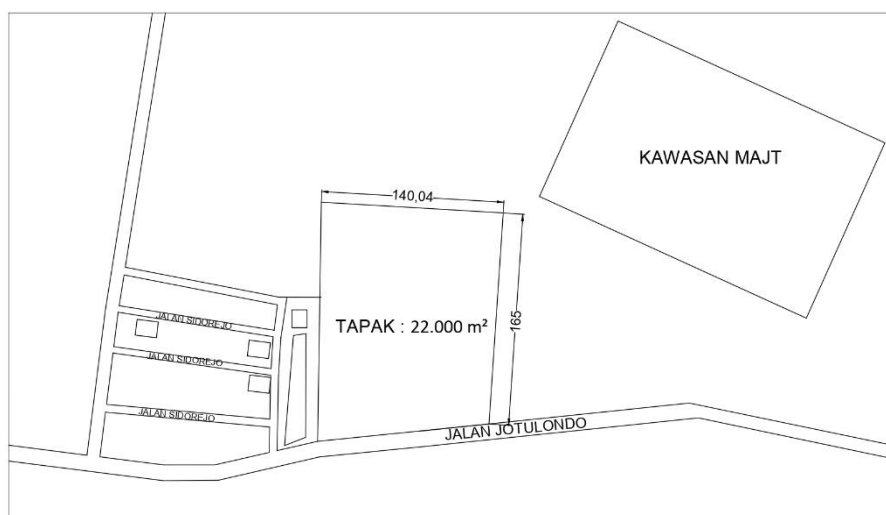 KAWASAN MAJT
140,04
TAPAK : 22.000 m²
165
JALAN SIDOREJO
JALAN SIDOREJO
JALAN SIDOREJO
JALAN JOTULONDO